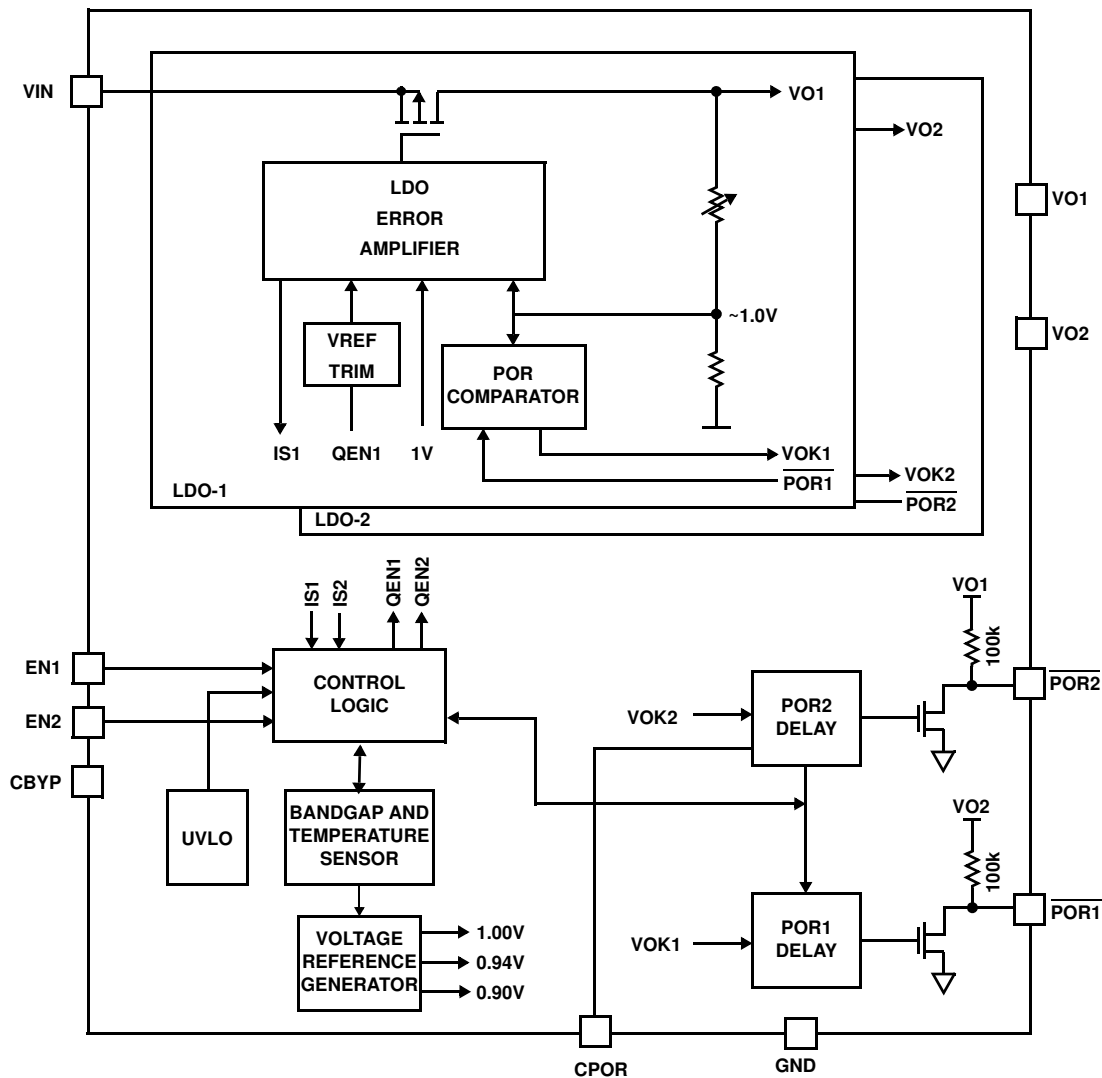 VIN
VO1
VO2
VO1
VO2
LDO
ERROR
AMPLIFIER
~1.0V
VREF
TRIM
POR
COMPARATOR
IS1
QEN1
1V
VOK1
POR1
VOK2
POR2
LDO-1
LDO-2
IS1
IS2
QEN1
QEN2
EN1
EN2
CBYP
CONTROL
LOGIC
UVLO
BANDGAP AND
TEMPERATURE
SENSOR
VOLTAGE
REFERENCE
GENERATOR
1.00V
0.94V
0.90V
VOK2
POR2
DELAY
VO1
100k
POR2
VOK1
POR1
DELAY
VO2
100k
POR1
CPOR
GND